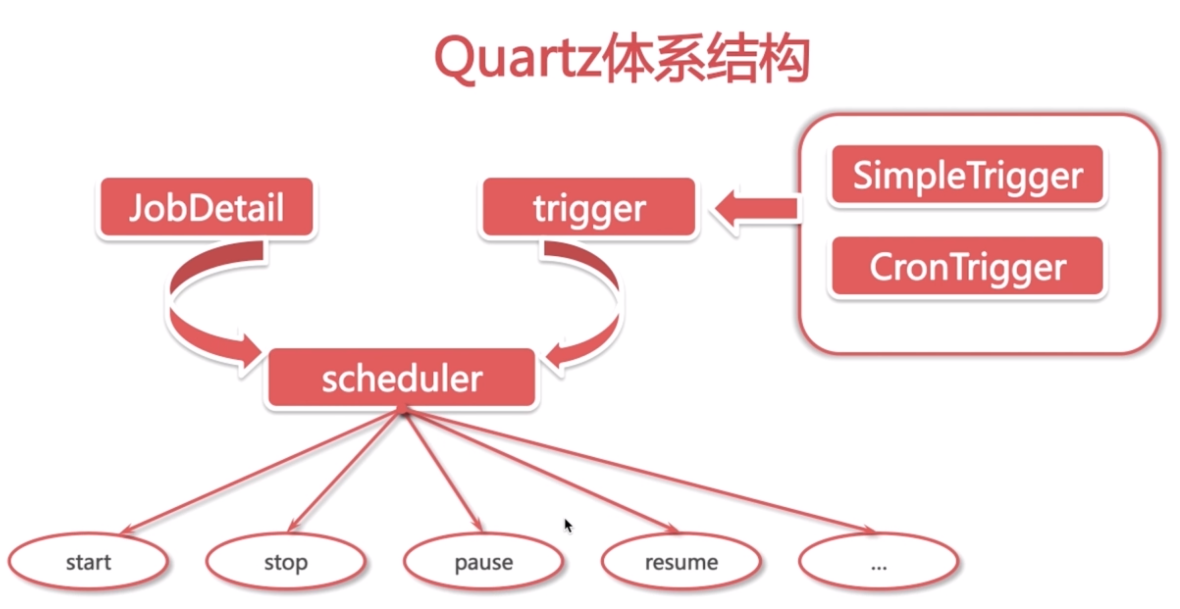 Quartz体系结构
SimpleTrigger
JobDetail
trigger
CronTrigger
scheduler
start
stop
pause
resume
...